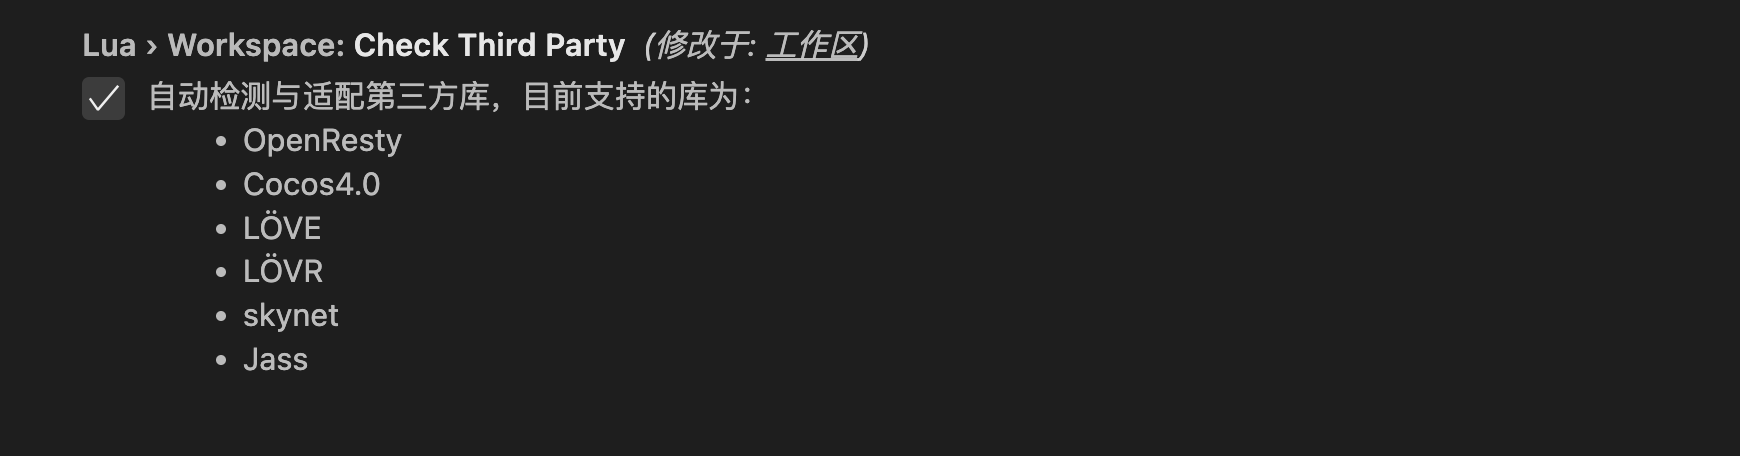 Lua › Workspace: Check Third Party (修改于: 工作区)
自动检测与适配第三方库，目前支持的库为：
• OpenResty
• Cocos4.0
• LÖVE
• LÖVR
• skynet
• Jass